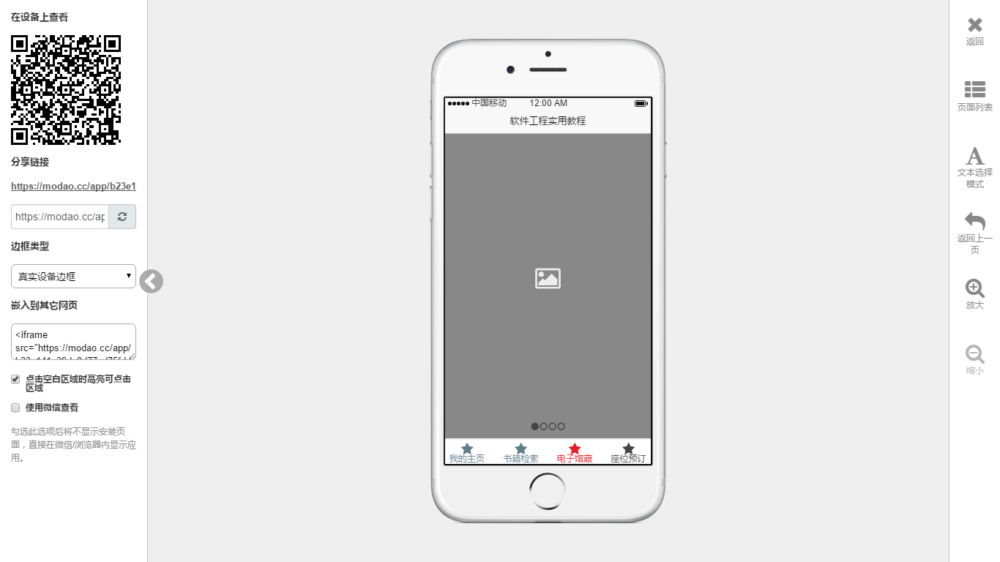 在设备上查看
分享链接
https://modao.cc/app/b23e1
https://modao.cc/ap
边框类型
真实设备边框
嵌入到其它网页
<iframe
src="https://modao.cc/app/
点击空白区域时高亮可点击
区域
使用微信查看
勾选此选项后将不显示安装页
面，直接在微信/浏览器内显示应
用。
中国移动 12:00 AM
软件工程实用教程
我的主页 书籍检索 电子馆藏 座位预订
返回
页面列表
文本选择
模式
返回上一
页
放大
缩小